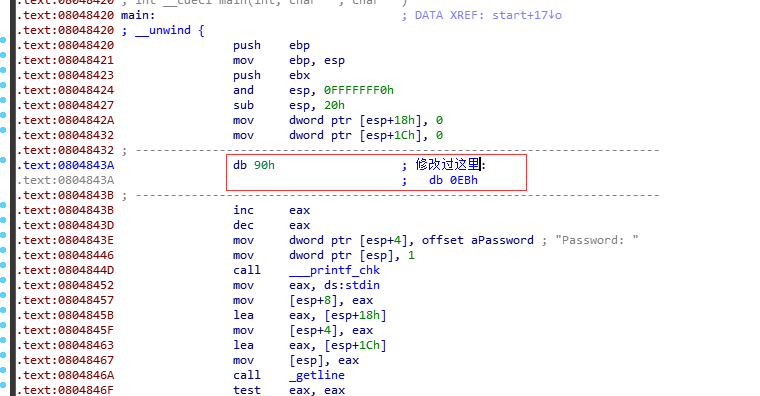 .text:08048420 ; int __cdecl main(int, char **, char **)
.text:08048420 main: ; DATA XREF: start+17↓o
.text:08048420 ; __unwind {
.text:08048420 push ebp
.text:08048421 mov ebp, esp
.text:08048423 push ebx
.text:08048424 and esp, 0FFFFFFF0h
.text:08048427 sub esp, 20h
.text:0804842A mov dword ptr [esp+18h], 0
.text:08048432 mov dword ptr [esp+1Ch], 0
.text:08048432 ; ---------------------------------------------------------------------------
.text:0804843A db 90h ; 修改过这里:
.text:0804843A ; db 0EBh
.text:0804843B ; ---------------------------------------------------------------------------
.text:0804843B inc eax
.text:0804843D dec eax
.text:0804843E mov dword ptr [esp+4], offset aPassword ; "Password: "
.text:08048446 mov dword ptr [esp], 1
.text:0804844D call ___printf_chk
.text:08048452 mov eax, ds:stdin
.text:08048457 mov [esp+8], eax
.text:0804845B lea eax, [esp+18h]
.text:0804845F mov [esp+4], eax
.text:08048463 lea eax, [esp+1Ch]
.text:08048467 mov [esp], eax
.text:0804846A call _getline
.text:0804846F test eax, eax